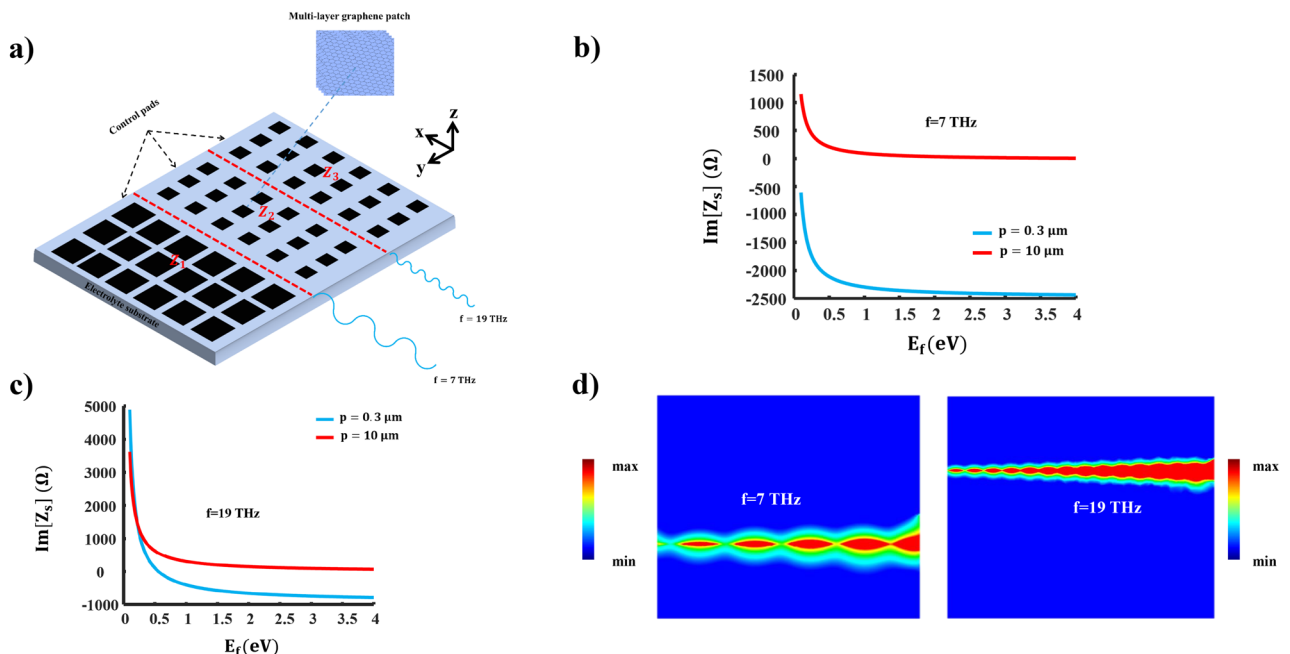 Multi-layer graphene patch
a)
Control pads
z
x
y
Z₃
Z₂
Z₁
Electrolyte substrate
f = 19 THz
f = 7 THz
b)
1500
1000
500
0
-500
-1000
-1500
-2000
-2500
Im[Zₛ] (Ω)
f=7 THz
p = 0.3 μm
p = 10 μm
0 0.5 1 1.5 2 2.5 3 3.5 4
E_f(eV)
c)
5000
4000
3000
2000
1000
0
-1000
Im[Zₛ] (Ω)
p = 0.3 μm
p = 10 μm
f=19 THz
0 0.5 1 1.5 2 2.5 3 3.5 4
E_f(eV)
d)
max
min
f=7 THz
f=19 THz
max
min